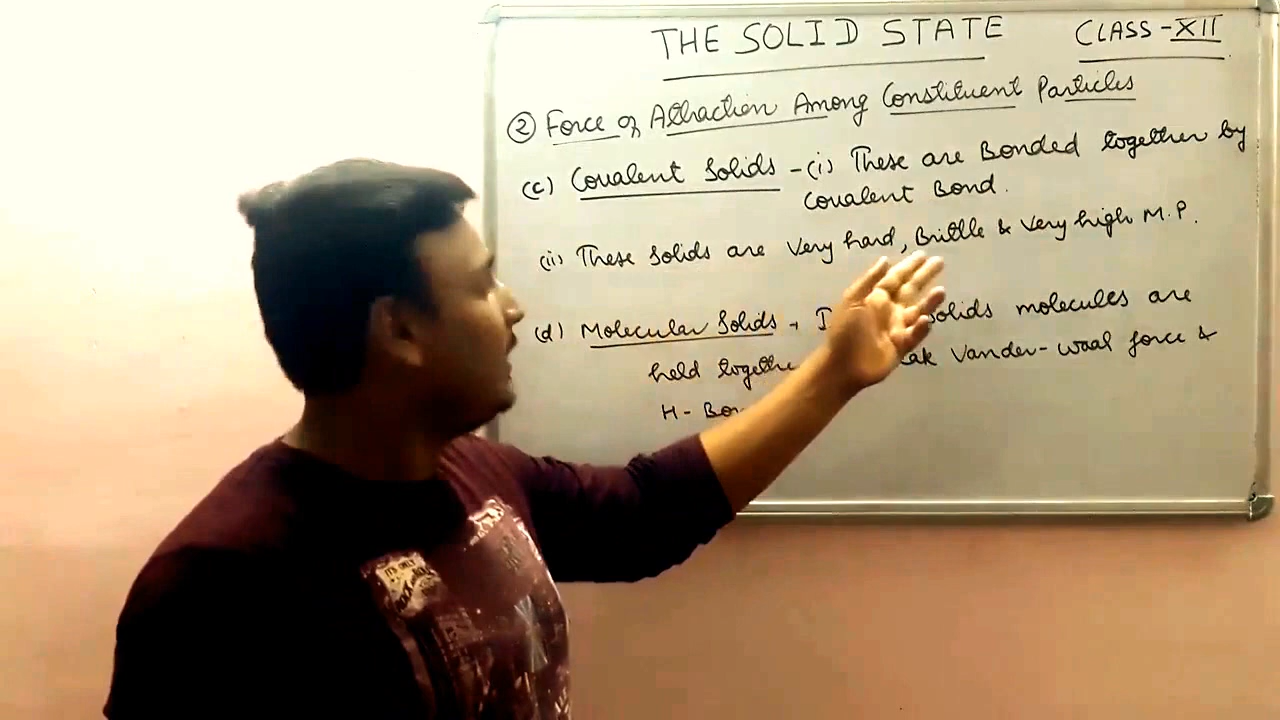 THE SOLID STATE CLASS-XII
② Force of Attraction Among Constituent Particles
(c) Covalent Solids - (i) These are Bonded together by
Covalent Bond.
(ii) These Solids are Very hard, Brittle & Very high M.P.
(d) Molecular Solids → solids molecules are
held Vander-waal force &
H-
IT'S ONLY